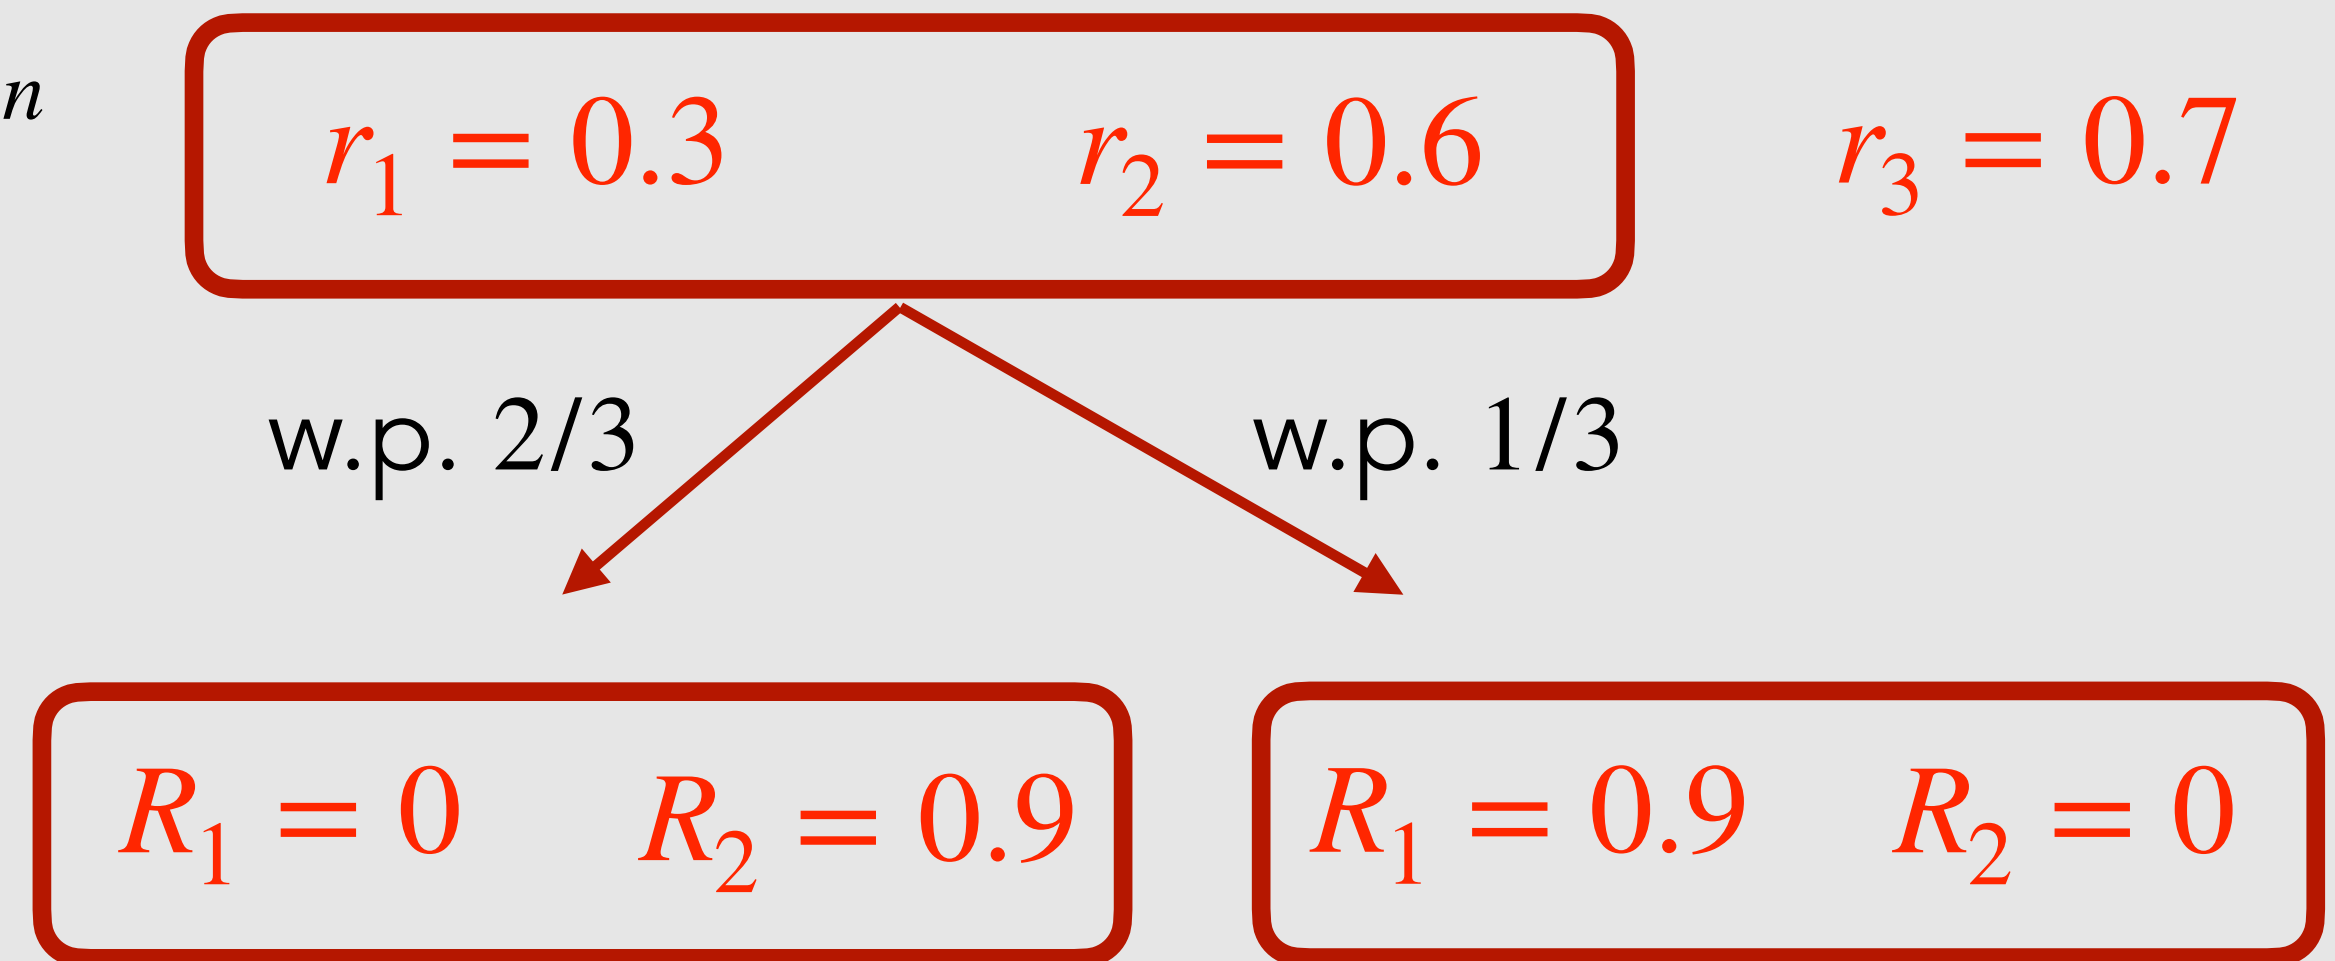 n r₁ = 0.3 r₂ = 0.6 r₃ = 0.7
w.p. 2/3 w.p. 1/3
R₁ = 0 R₂ = 0.9 R₁ = 0.9 R₂ = 0